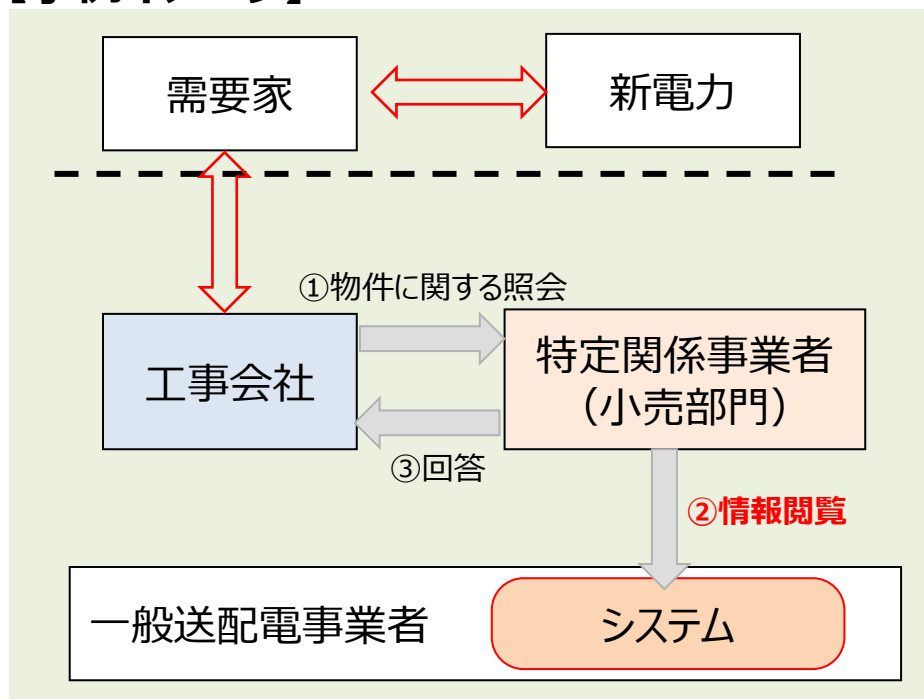 需要家
新電力
①物件に関する照会
工事会社
特定関係事業者
（小売部門）
③回答
②情報閲覧
一般送配電事業者
システム